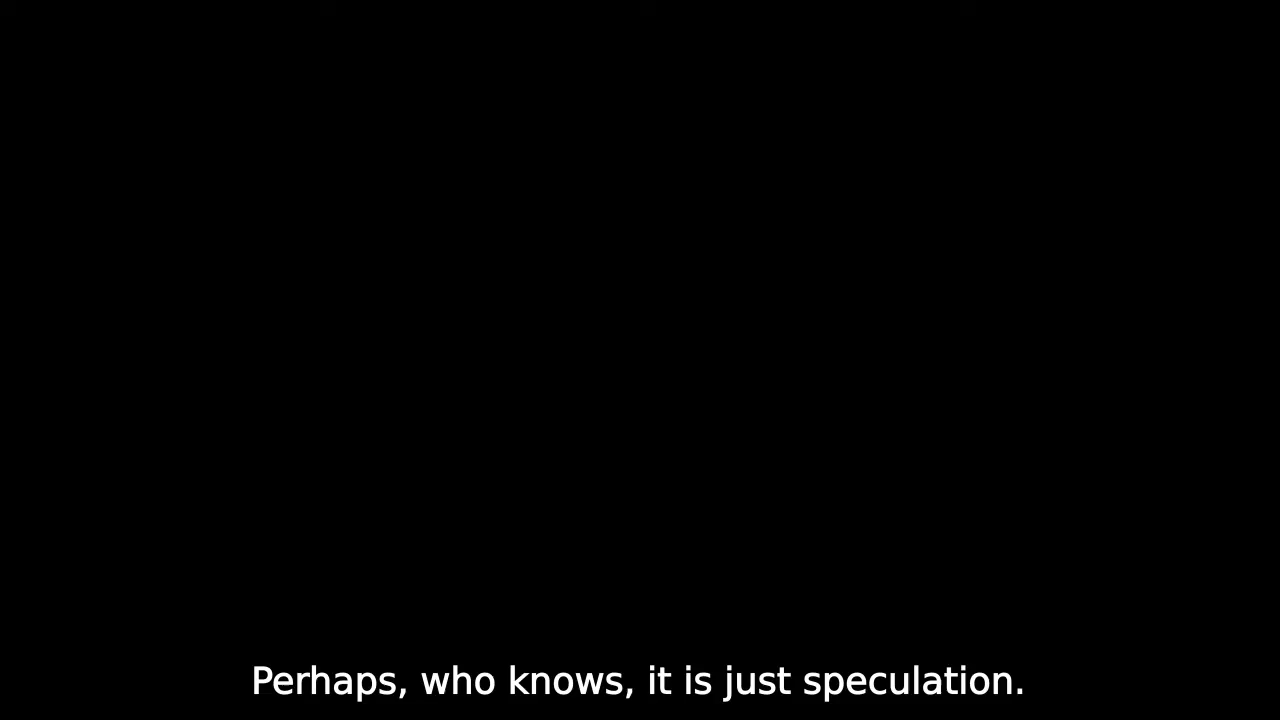 Perhaps, who knows, it is just speculation.